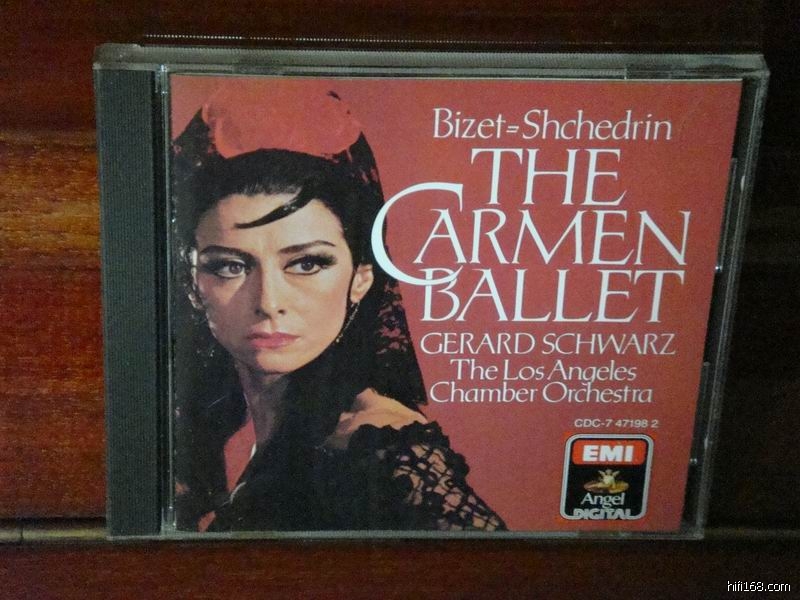 Bizet=Shchedrin
THE
CARMEN
BALLET
GERARD SCHWARZ
The Los Angeles
Chamber Orchestra
CDC-7 47198 2
EMI
Angel
DIGITAL
hifi168.com